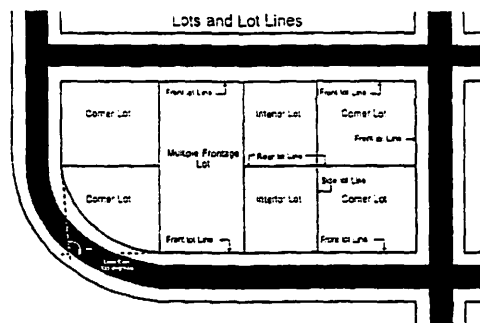 Lots and Lot Lines
Front lot Line
Front lot Line
Corner Lot
Interior Lot
Corner Lot
Front lot Line
Multiple Frontage
Lot
Rear lot Line
Side lot Line
Corner Lot
Interior Lot
Corner Lot
Front lot Line
Front lot Line